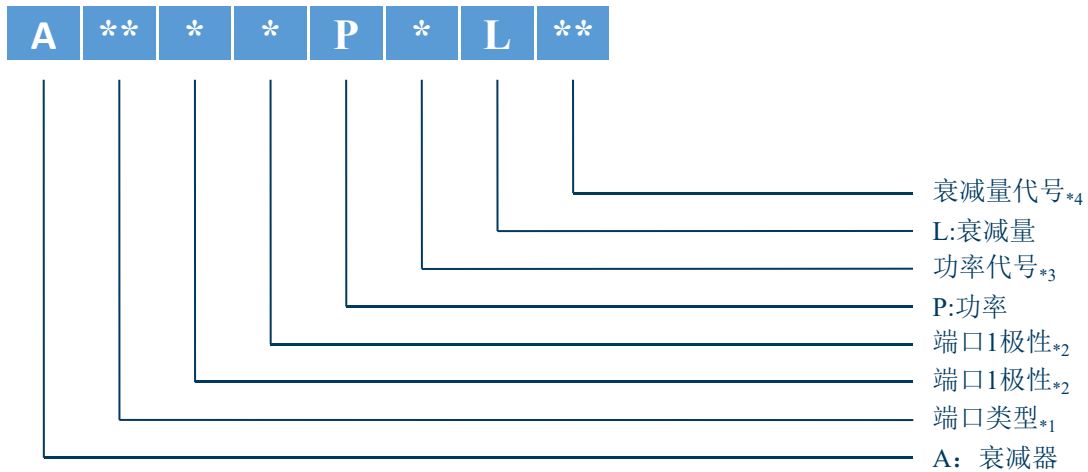 A ** * * P * L **
衰减量代号*4
L:衰减量
功率代号*3
P:功率
端口1极性*2
端口1极性*2
端口类型*1
A：衰减器